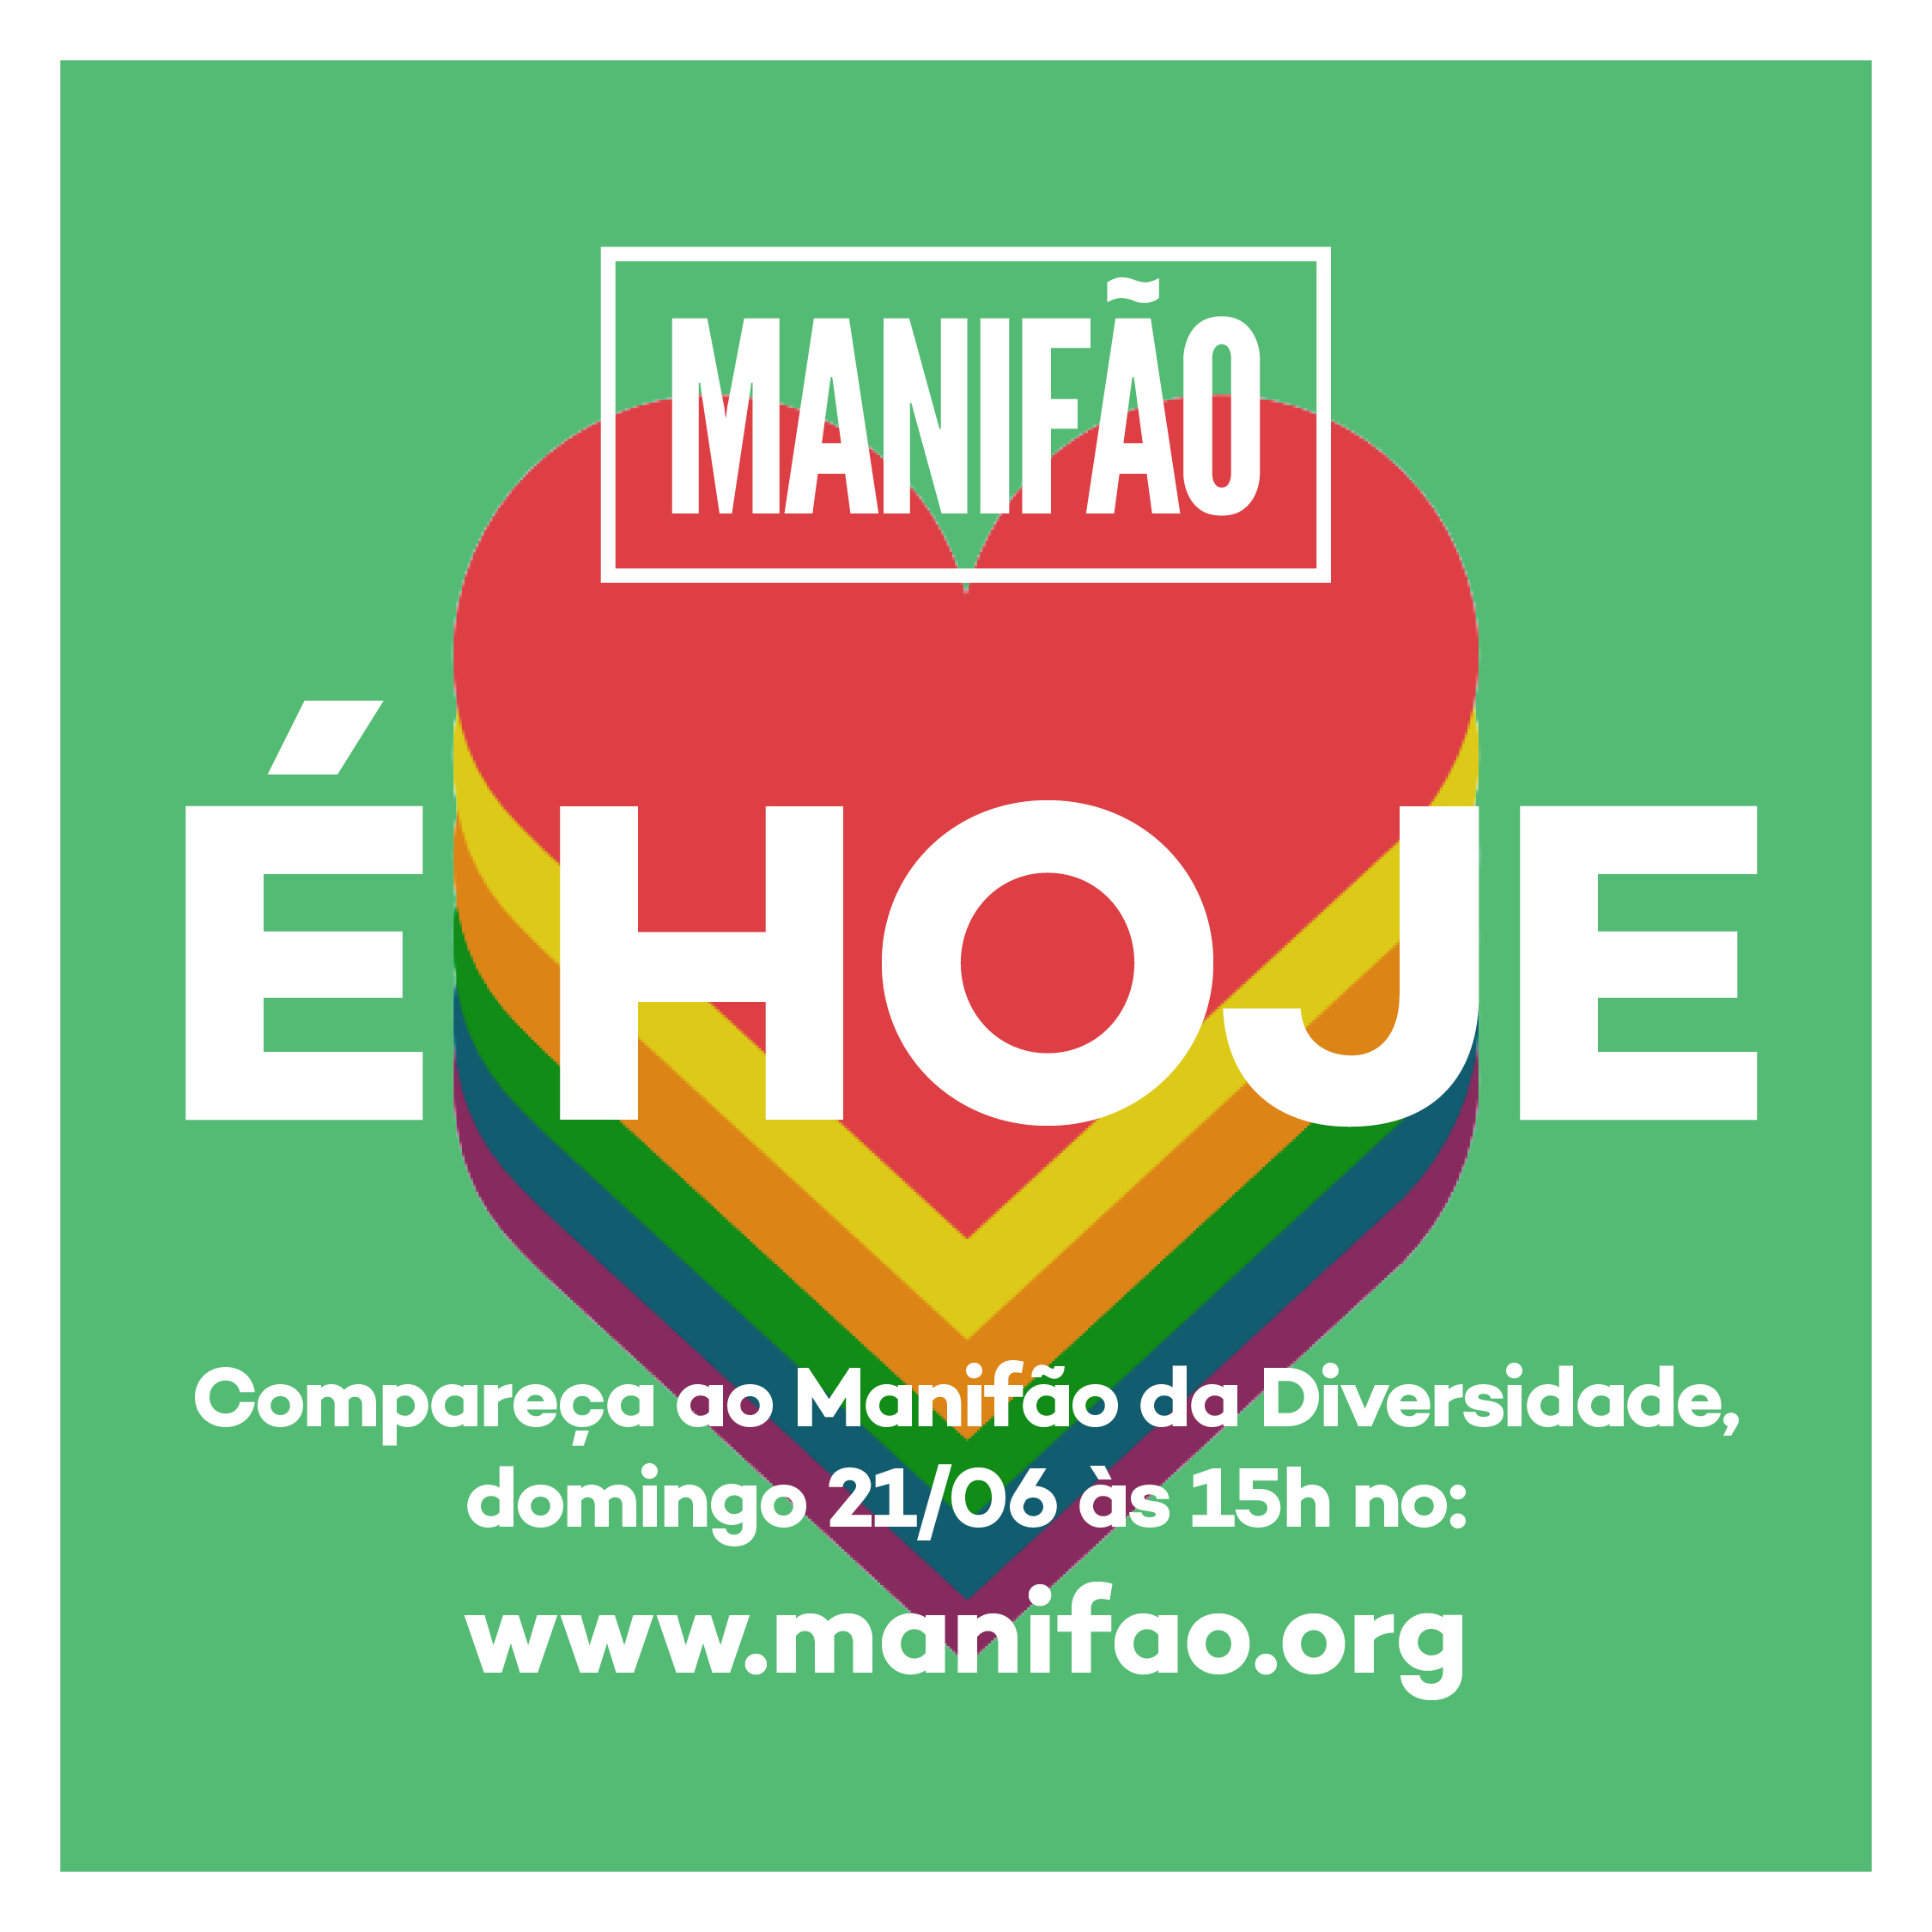 MANIFÃO
É HOJE
Compareça ao Manifão da Diversidade,
domingo 21/06 às 15h no:
www.manifao.org